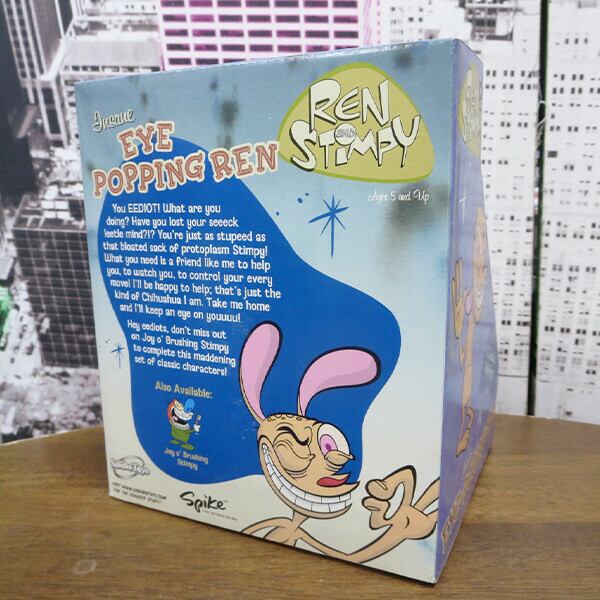 Insane
EYE
POPPING REN
REN
AND
STIMPY
Ages 5 and Up
You EEDIOT! What are you
doing? Have you lost your seeeck
leetle mind?!? You're just as stupeed as
that bloated sack of protoplasm Stimpy!
What you need is a friend like me to help
you, to watch you, to control your every
move! I'll be happy to help; that's just the
kind of Chihuahua I am. Take me home
and I'll keep an eye on youuuu!
Hey eediots, don't miss out
on Joy o' Brushing Stimpy
to complete this maddening
set of classic characters!
Also Available:
Joy o' Brushing
Stimpy
Spike